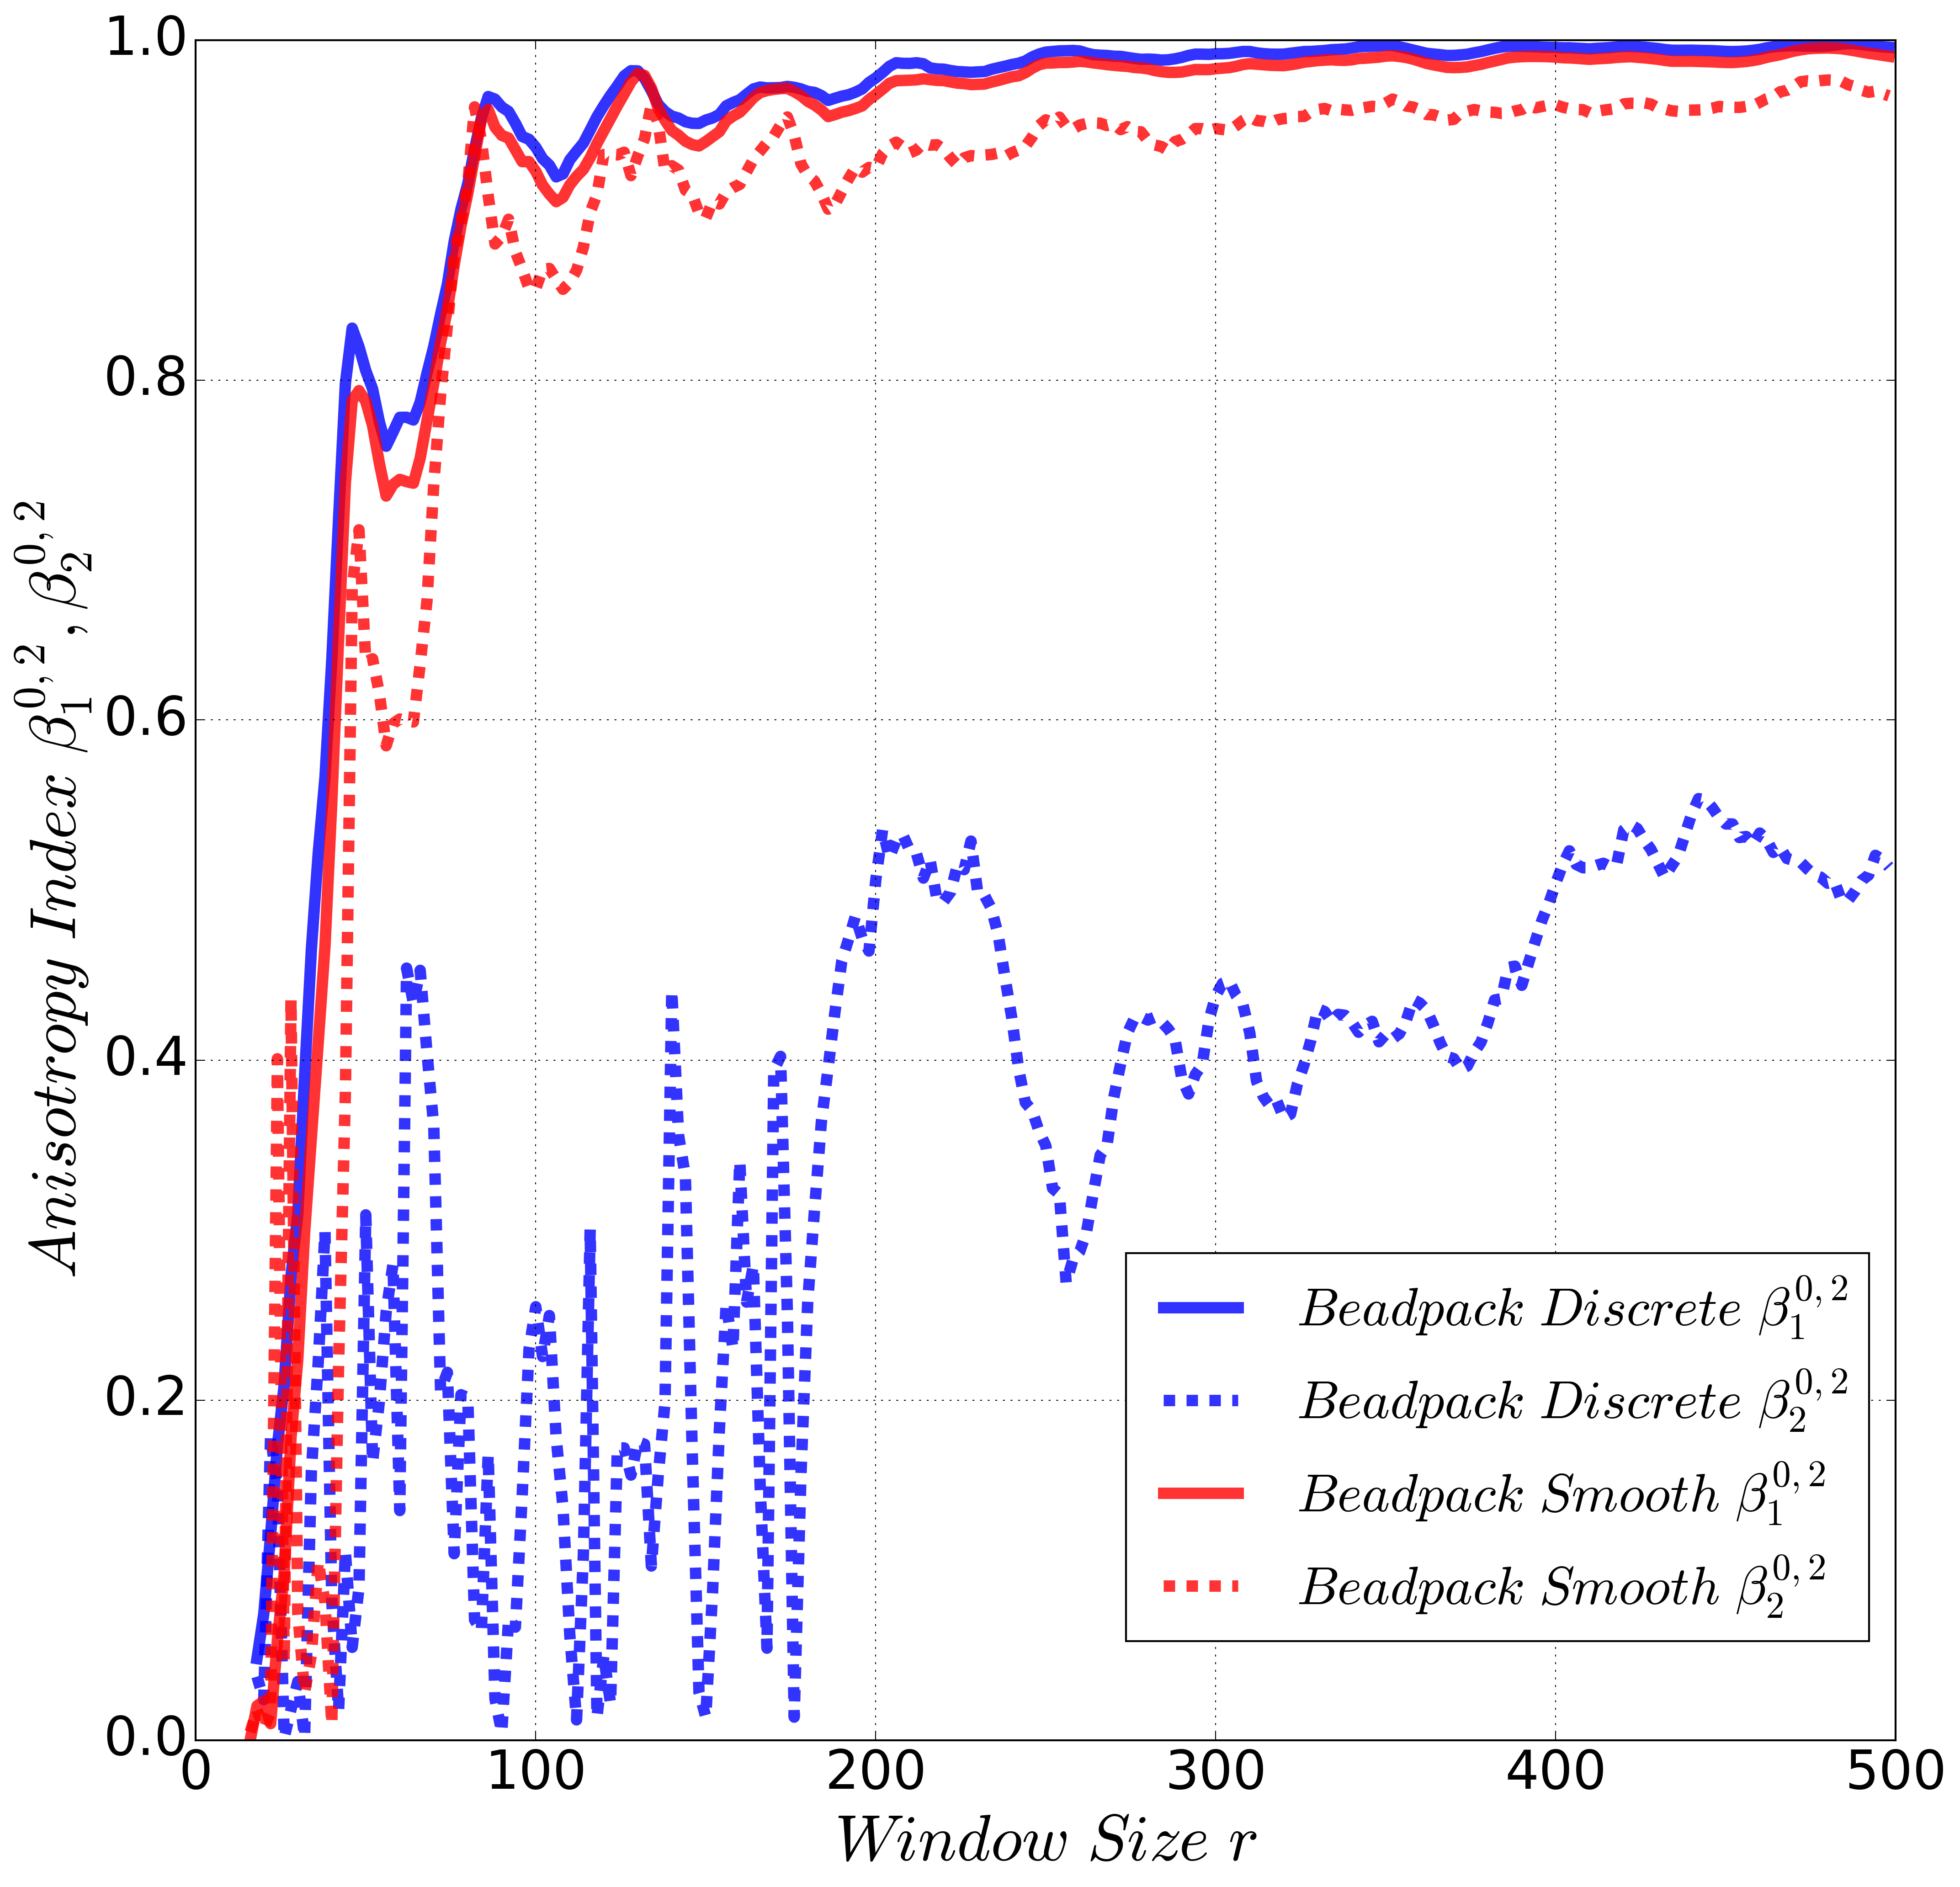 1.0
0.8
0.6
0.4
0.2
0.0
0 100 200 300 400 500
Anisotropy Index β₁^{0,2}, β₂^{0,2}
Window Size r
Beadpack Discrete β₁^{0,2}
Beadpack Discrete β₂^{0,2}
Beadpack Smooth β₁^{0,2}
Beadpack Smooth β₂^{0,2}